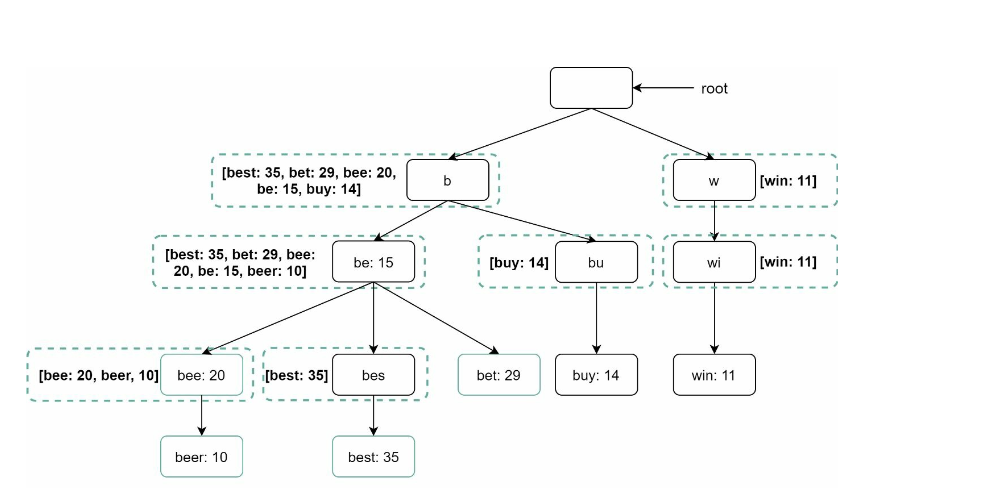 root
[best: 35, bet: 29, bee: 20,
be: 15, buy: 14]
b
w
[win: 11]
[best: 35, bet: 29, bee:
20, be: 15, beer: 10]
be: 15
[buy: 14]
bu
wi
[win: 11]
[bee: 20, beer, 10]
bee: 20
[best: 35]
bes
bet: 29
buy: 14
win: 11
beer: 10
best: 35